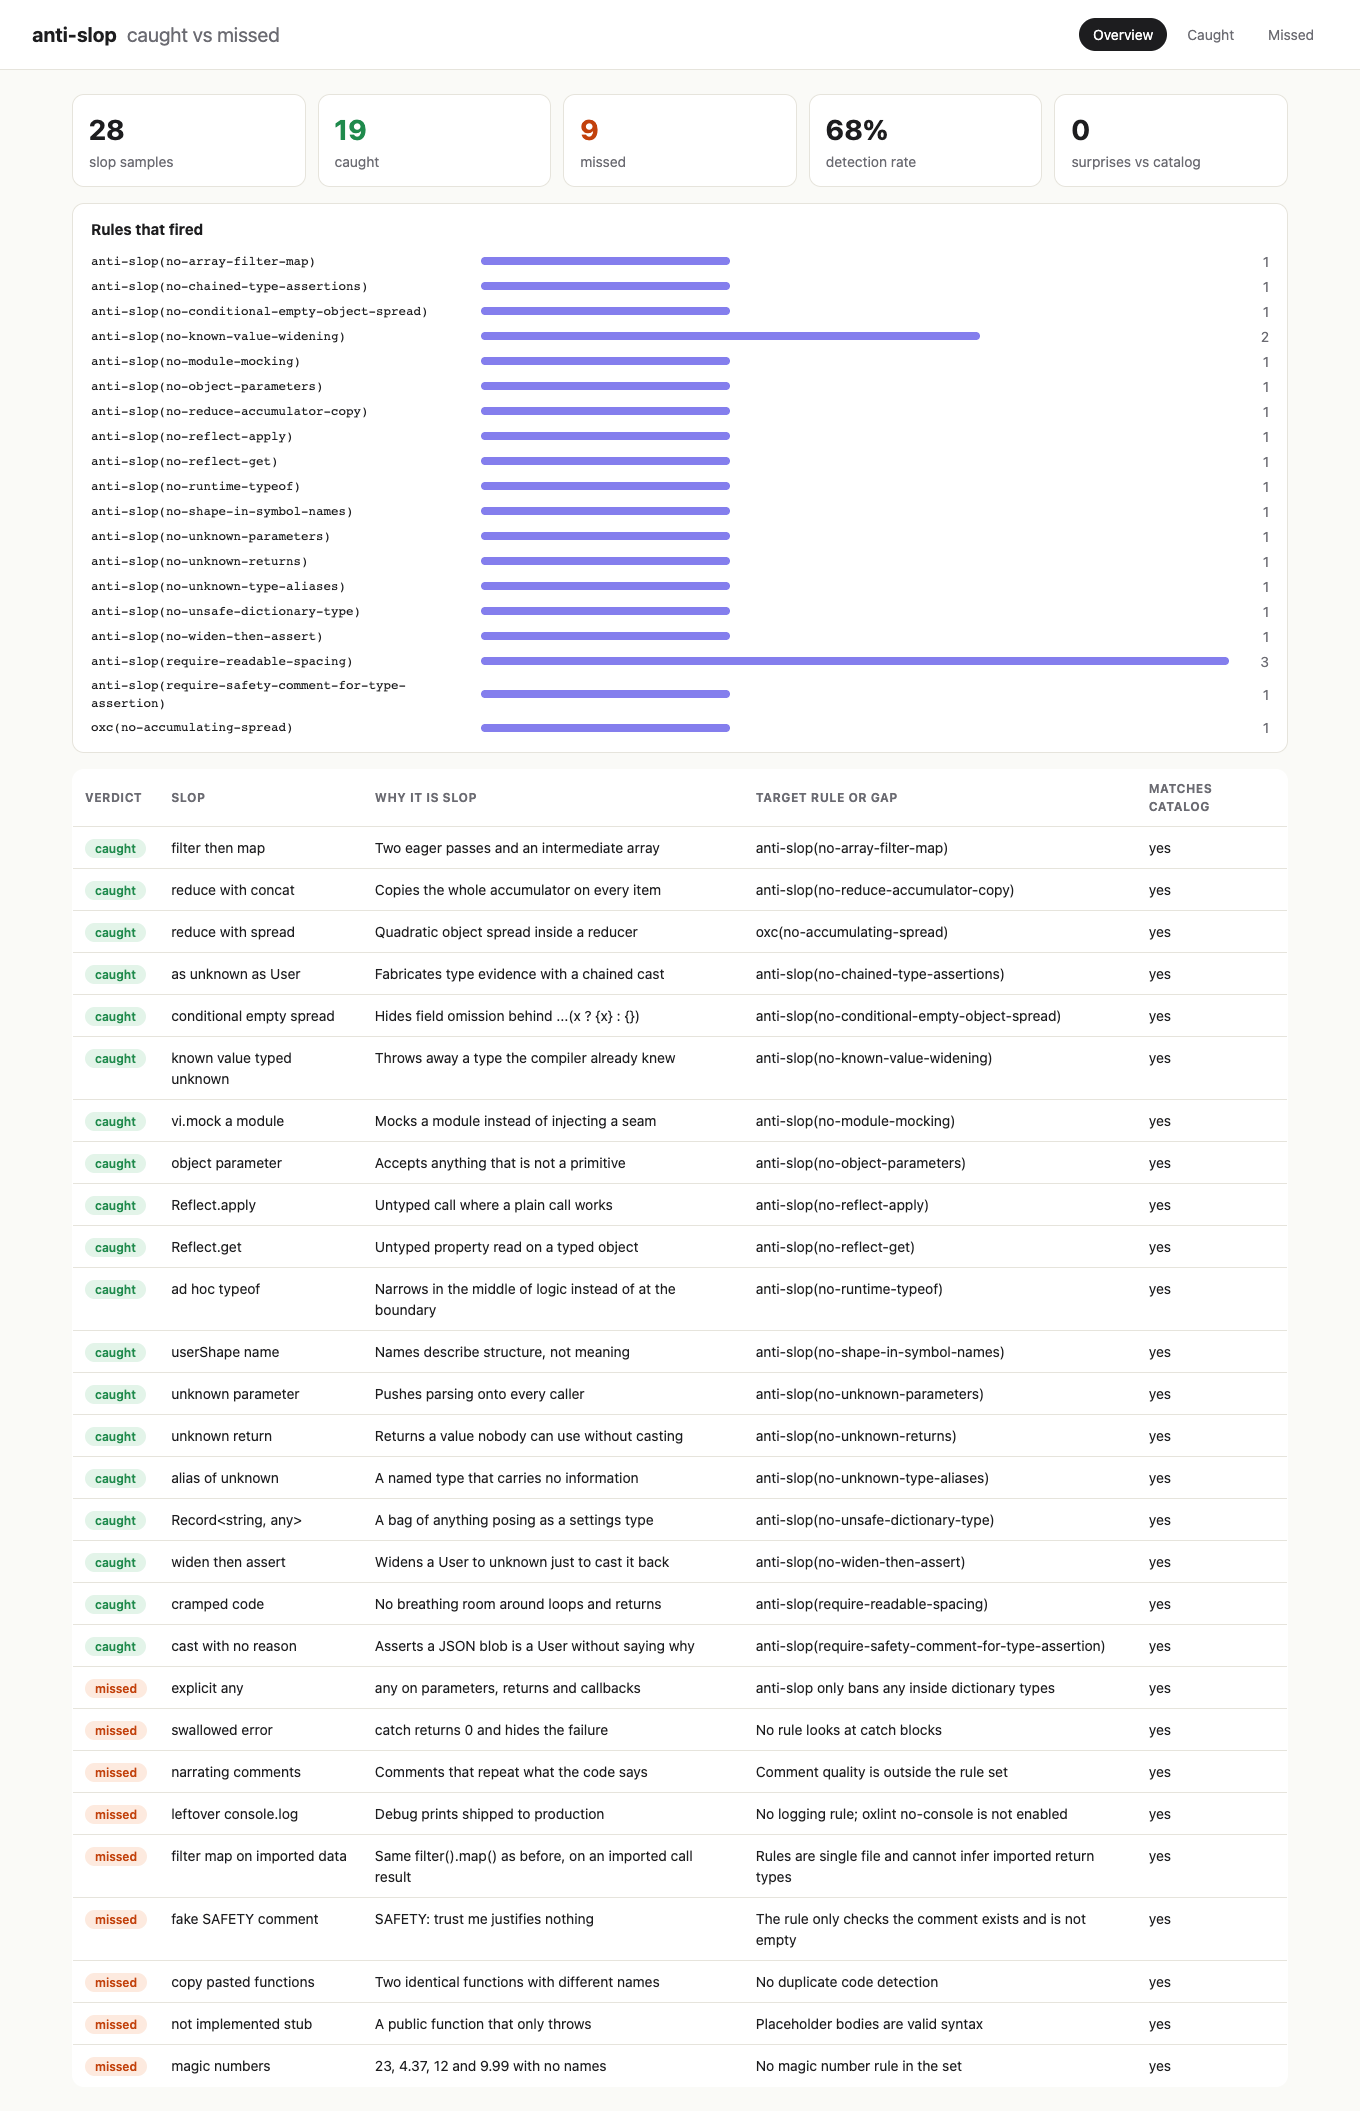 anti-slop caught vs missed
Overview Caught Missed
28
slop samples
19
caught
9
missed
68%
detection rate
0
surprises vs catalog
Rules that fired
anti-slop(no-array-filter-map) 1
anti-slop(no-chained-type-assertions) 1
anti-slop(no-conditional-empty-object-spread) 1
anti-slop(no-known-value-widening) 2
anti-slop(no-module-mocking) 1
anti-slop(no-object-parameters) 1
anti-slop(no-reduce-accumulator-copy) 1
anti-slop(no-reflect-apply) 1
anti-slop(no-reflect-get) 1
anti-slop(no-runtime-typeof) 1
anti-slop(no-shape-in-symbol-names) 1
anti-slop(no-unknown-parameters) 1
anti-slop(no-unknown-returns) 1
anti-slop(no-unknown-type-aliases) 1
anti-slop(no-unsafe-dictionary-type) 1
anti-slop(no-widen-then-assert) 1
anti-slop(require-readable-spacing) 3
anti-slop(require-safety-comment-for-type-
assertion) 1
oxc(no-accumulating-spread) 1
VERDICT SLOP WHY IT IS SLOP TARGET RULE OR GAP MATCHES
CATALOG
caught filter then map Two eager passes and an intermediate array anti-slop(no-array-filter-map) yes
caught reduce with concat Copies the whole accumulator on every item anti-slop(no-reduce-accumulator-copy) yes
caught reduce with spread Quadratic object spread inside a reducer oxc(no-accumulating-spread) yes
caught as unknown as User Fabricates type evidence with a chained cast anti-slop(no-chained-type-assertions) yes
caught conditional empty spread Hides field omission behind ...(x ? {x} : {}) anti-slop(no-conditional-empty-object-spread) yes
caught known value typed Throws away a type the compiler already knew anti-slop(no-known-value-widening) yes
unknown
caught vi.mock a module Mocks a module instead of injecting a seam anti-slop(no-module-mocking) yes
caught object parameter Accepts anything that is not a primitive anti-slop(no-object-parameters) yes
caught Reflect.apply Untyped call where a plain call works anti-slop(no-reflect-apply) yes
caught Reflect.get Untyped property read on a typed object anti-slop(no-reflect-get) yes
caught ad hoc typeof Narrows in the middle of logic instead of at the anti-slop(no-runtime-typeof) yes
boundary
caught userShape name Names describe structure, not meaning anti-slop(no-shape-in-symbol-names) yes
caught unknown parameter Pushes parsing onto every caller anti-slop(no-unknown-parameters) yes
caught unknown return Returns a value nobody can use without casting anti-slop(no-unknown-returns) yes
caught alias of unknown A named type that carries no information anti-slop(no-unknown-type-aliases) yes
caught Record<string, any> A bag of anything posing as a settings type anti-slop(no-unsafe-dictionary-type) yes
caught widen then assert Widens a User to unknown just to cast it back anti-slop(no-widen-then-assert) yes
caught cramped code No breathing room around loops and returns anti-slop(require-readable-spacing) yes
caught cast with no reason Asserts a JSON blob is a User without saying why anti-slop(require-safety-comment-for-type-assertion) yes
missed explicit any any on parameters, returns and callbacks anti-slop only bans any inside dictionary types yes
missed swallowed error catch returns 0 and hides the failure No rule looks at catch blocks yes
missed narrating comments Comments that repeat what the code says Comment quality is outside the rule set yes
missed leftover console.log Debug prints shipped to production No logging rule; oxlint no-console is not enabled yes
missed filter map on imported data Same filter().map() as before, on an imported call Rules are single file and cannot infer imported return yes
result types
missed fake SAFETY comment SAFETY: trust me justifies nothing The rule only checks the comment exists and is not yes
empty
missed copy pasted functions Two identical functions with different names No duplicate code detection yes
missed not implemented stub A public function that only throws Placeholder bodies are valid syntax yes
missed magic numbers 23, 4.37, 12 and 9.99 with no names No magic number rule in the set yes